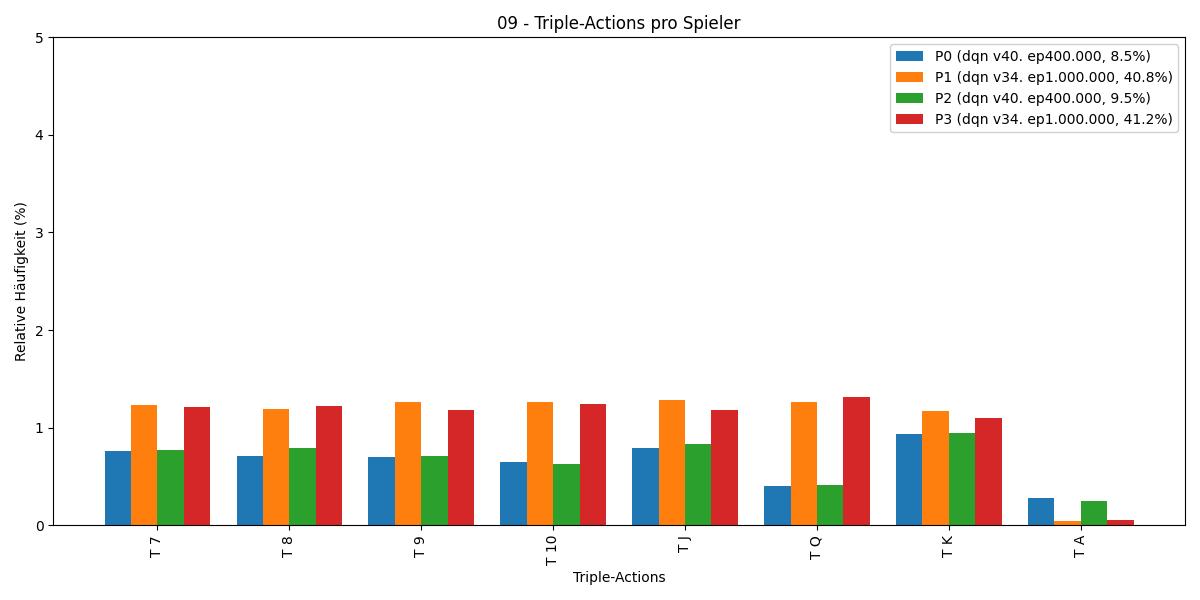 09 - Triple-Actions pro Spieler
P0 (dqn v40. ep400.000, 8.5%)
P1 (dqn v34. ep1.000.000, 40.8%)
P2 (dqn v40. ep400.000, 9.5%)
P3 (dqn v34. ep1.000.000, 41.2%)
Relative Häufigkeit (%)
5
4
3
2
1
0
T 7
T 8
T 9
T 10
T J
T Q
T K
T A
Triple-Actions